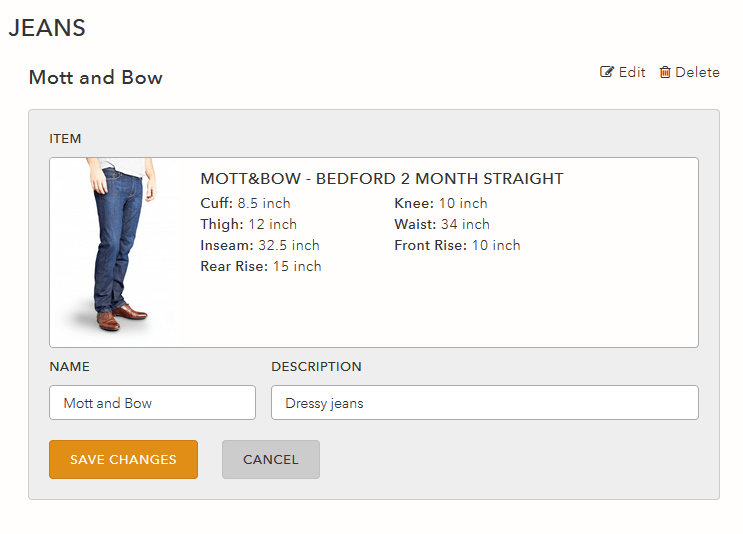 JEANS
Mott and Bow
Edit Delete
ITEM
MOTT&BOW - BEDFORD 2 MONTH STRAIGHT
Cuff: 8.5 inch Knee: 10 inch
Thigh: 12 inch Waist: 34 inch
Inseam: 32.5 inch Front Rise: 10 inch
Rear Rise: 15 inch
NAME DESCRIPTION
Mott and Bow Dressy jeans
SAVE CHANGES CANCEL